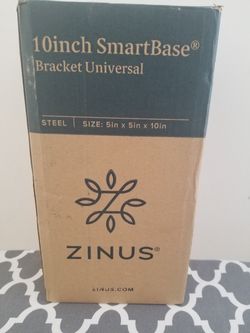 10inch SmartBase®
Bracket Universal
STEEL | SIZE: 5in x 5in x 10in
ZINUS®
ZINUS.COM